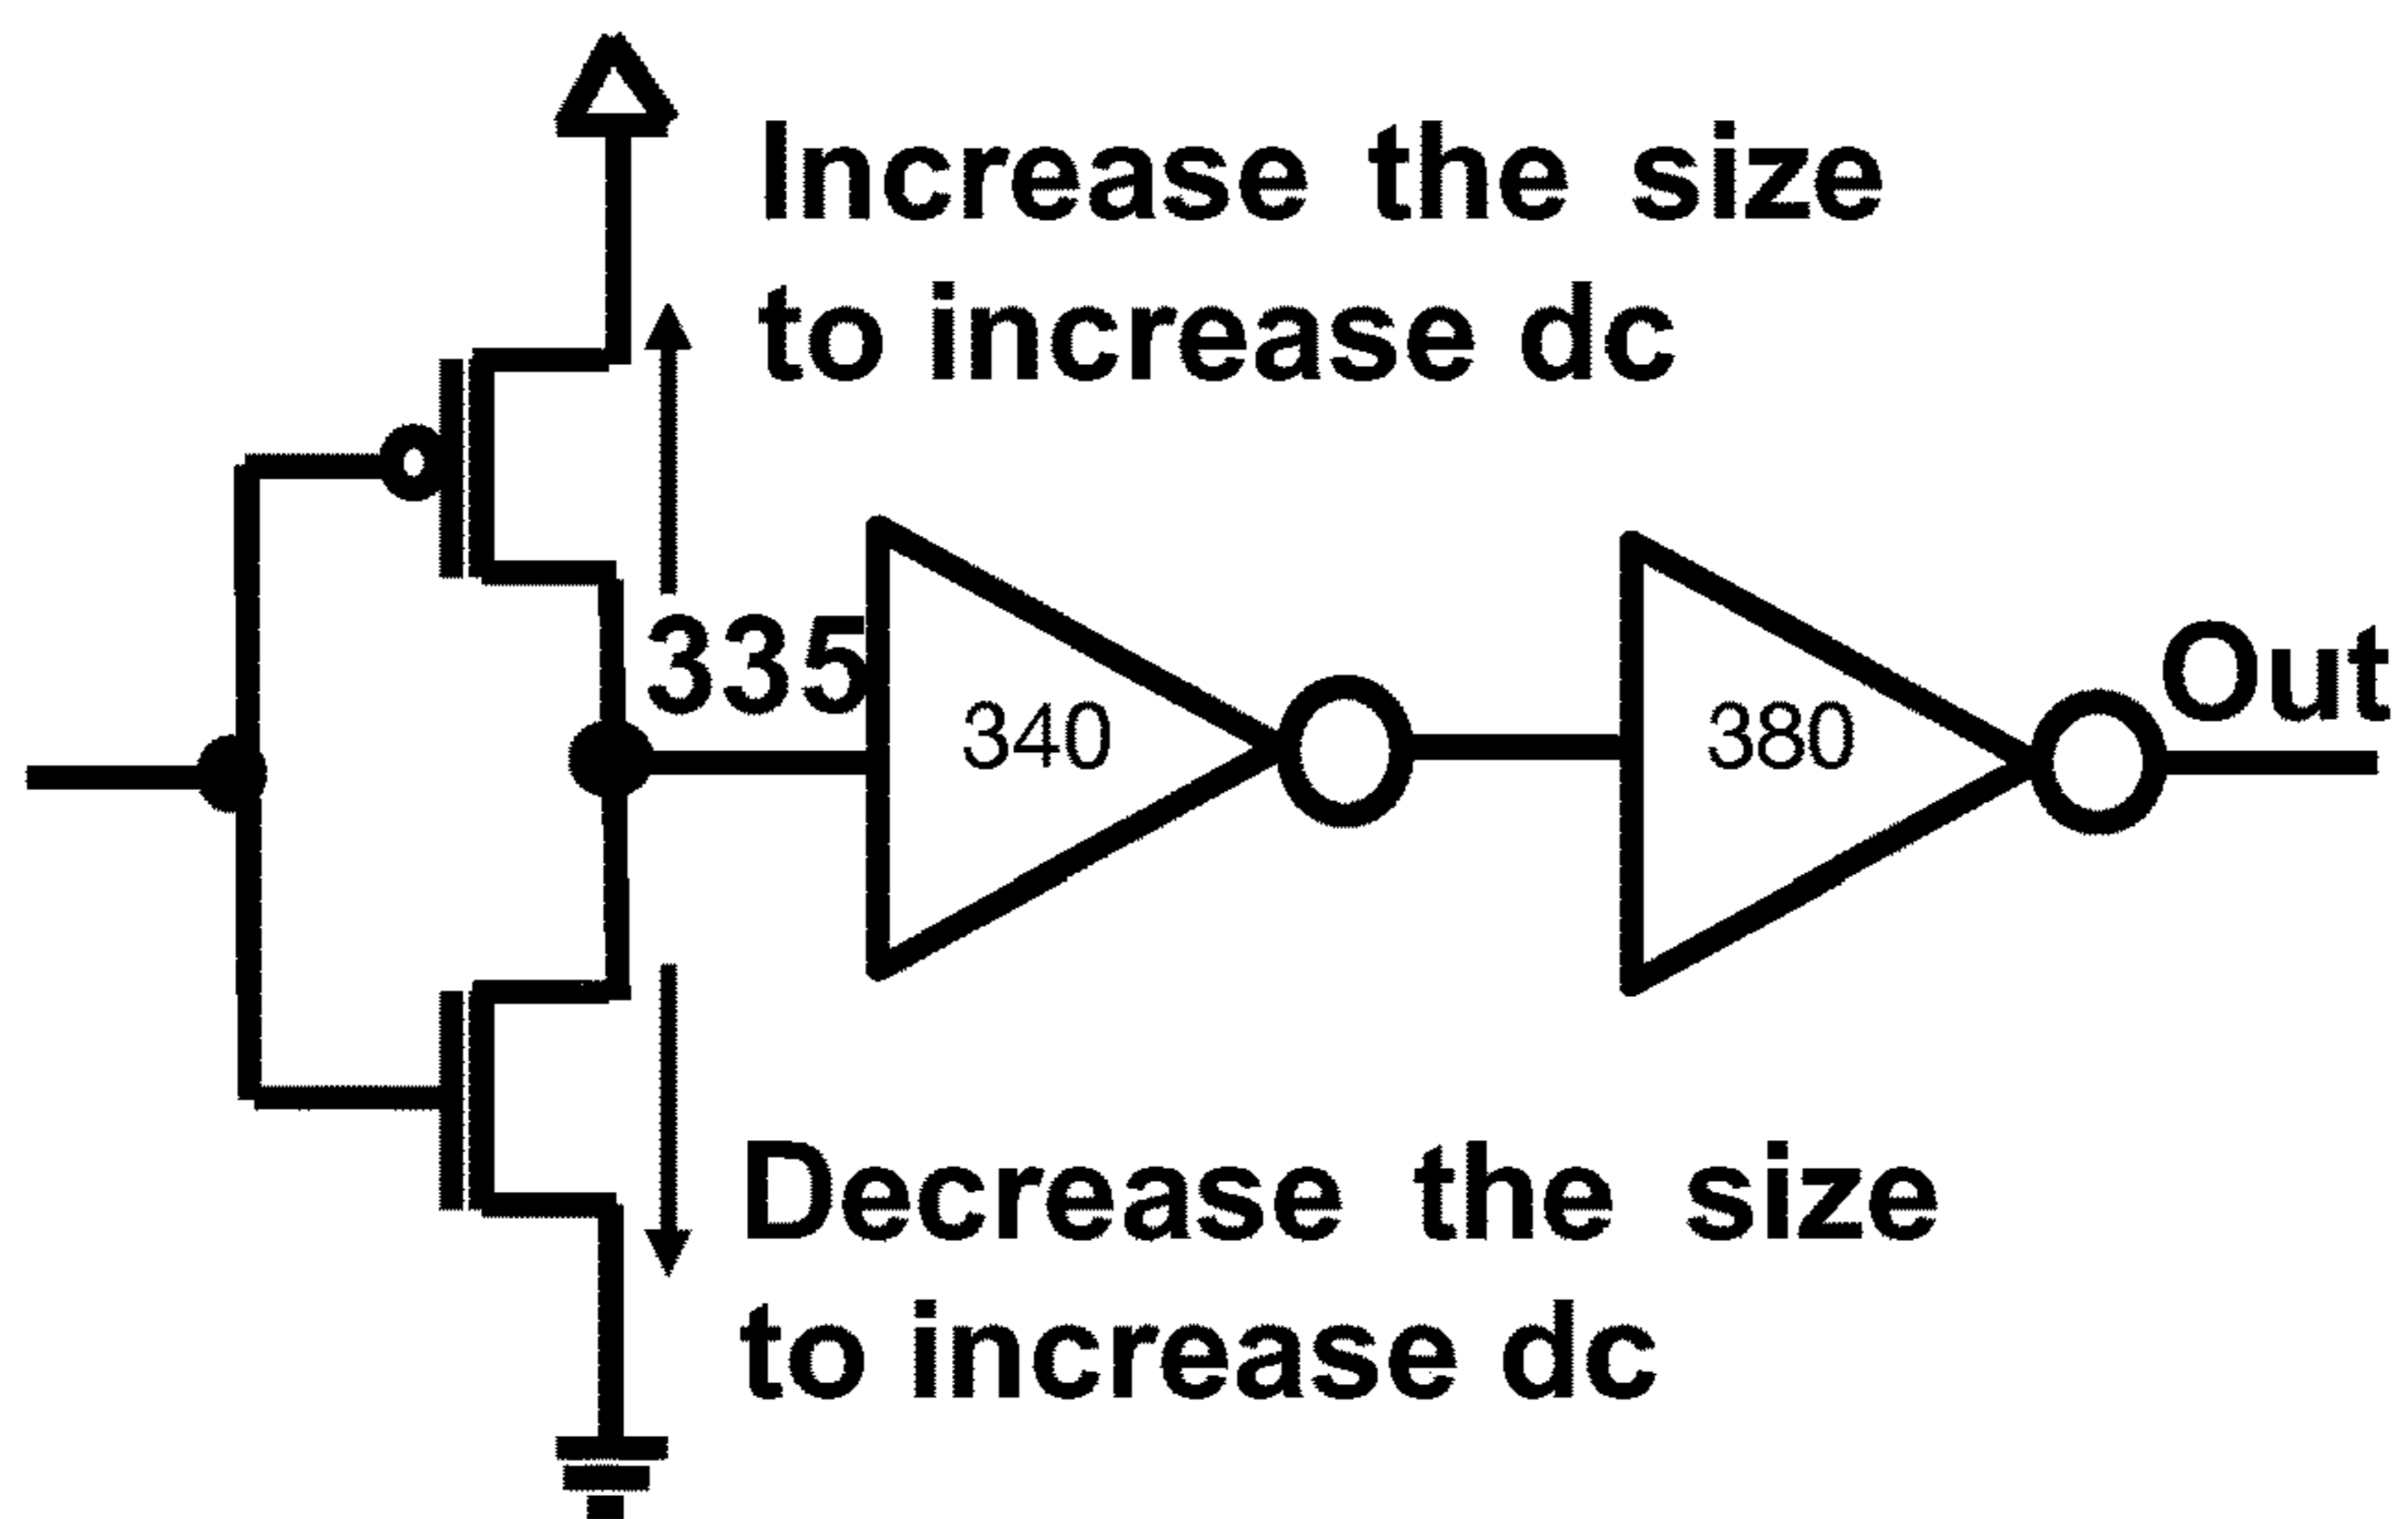 Increase the size
to increase dc
335
340
380
Out
Decrease the size
to increase dc